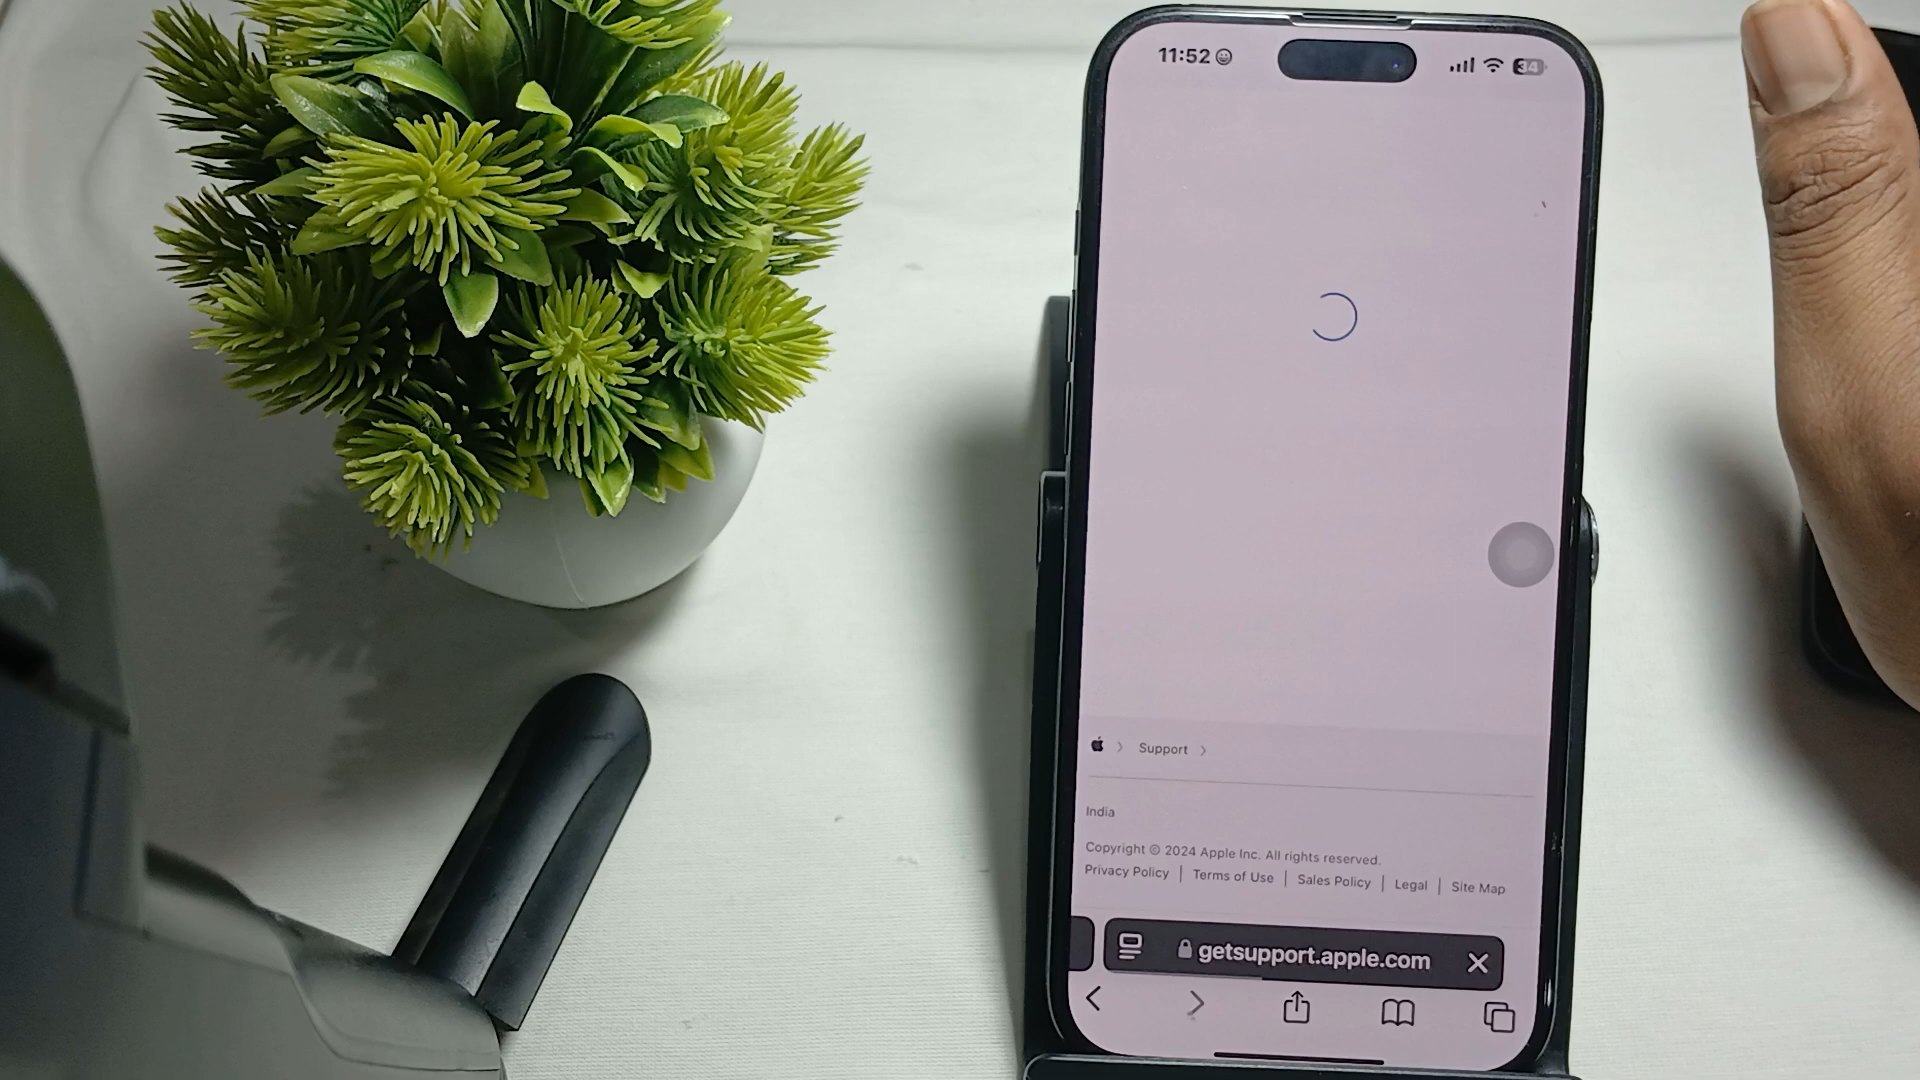 11:52
34
Support
India
Copyright © 2024 Apple Inc. All rights reserved.
Privacy Policy | Terms of Use | Sales Policy | Legal | Site Map
getsupport.apple.com